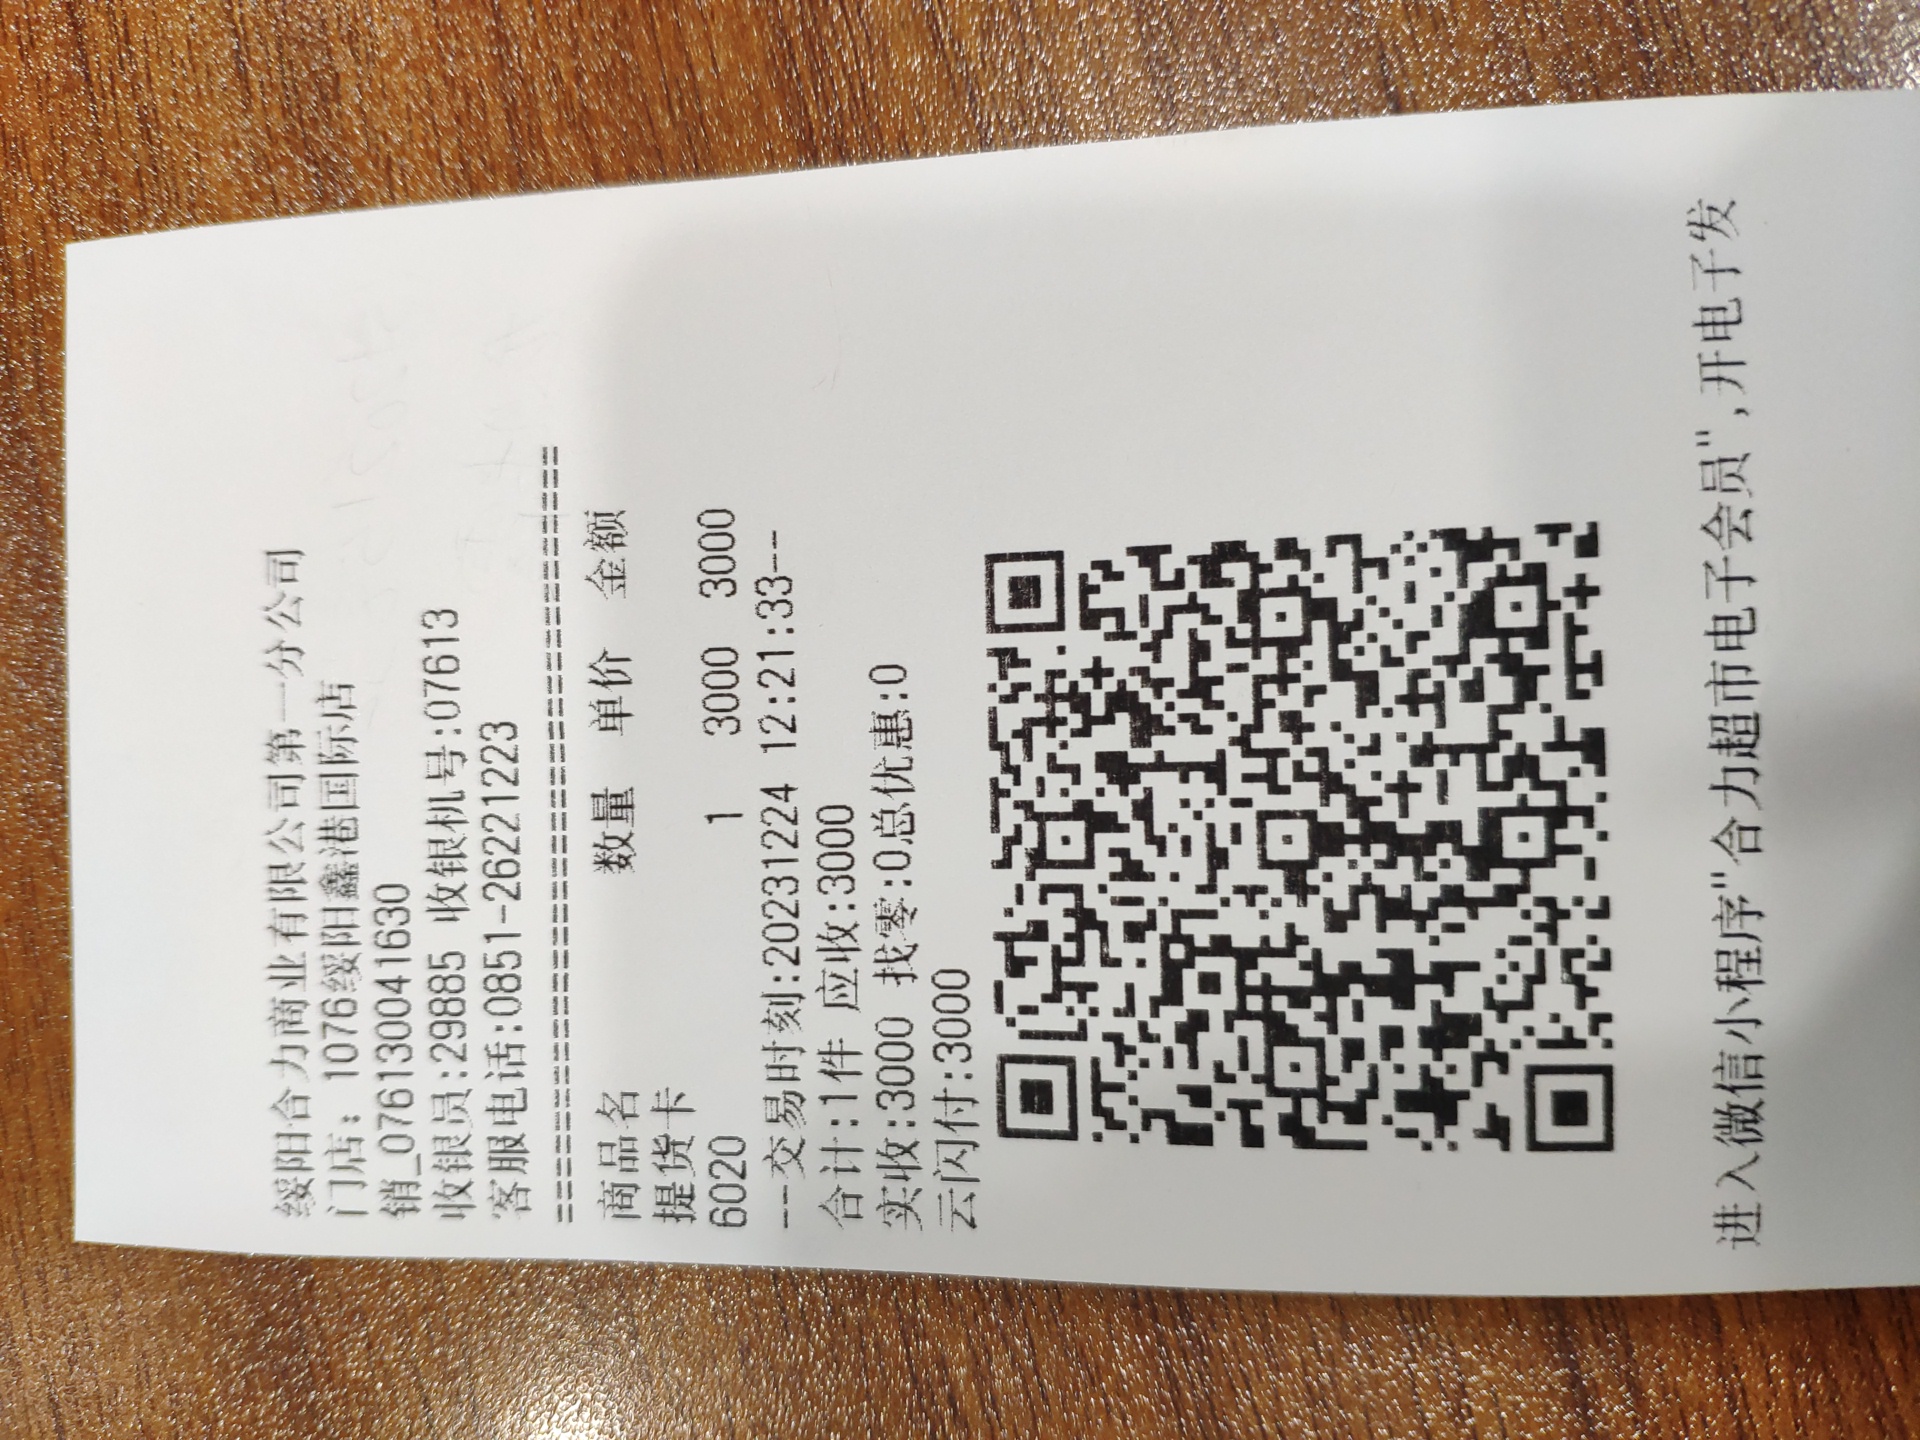 绥阳合力商业有限公司第一分公司
门店: 1076绥阳鑫港国际店
销_0761300041630
收银员:29885 收银机号:07613
客服电话:0851-26221223
==========================================
商品名 数量 单价 金额
提货卡
6020 1 3000 3000
--交易时刻:20231224 12:21:33--
合计:1件 应收:3000
实收:3000 找零:0总优惠:0
云闪付:3000
进入微信小程序"合力超市电子会员",开电子发